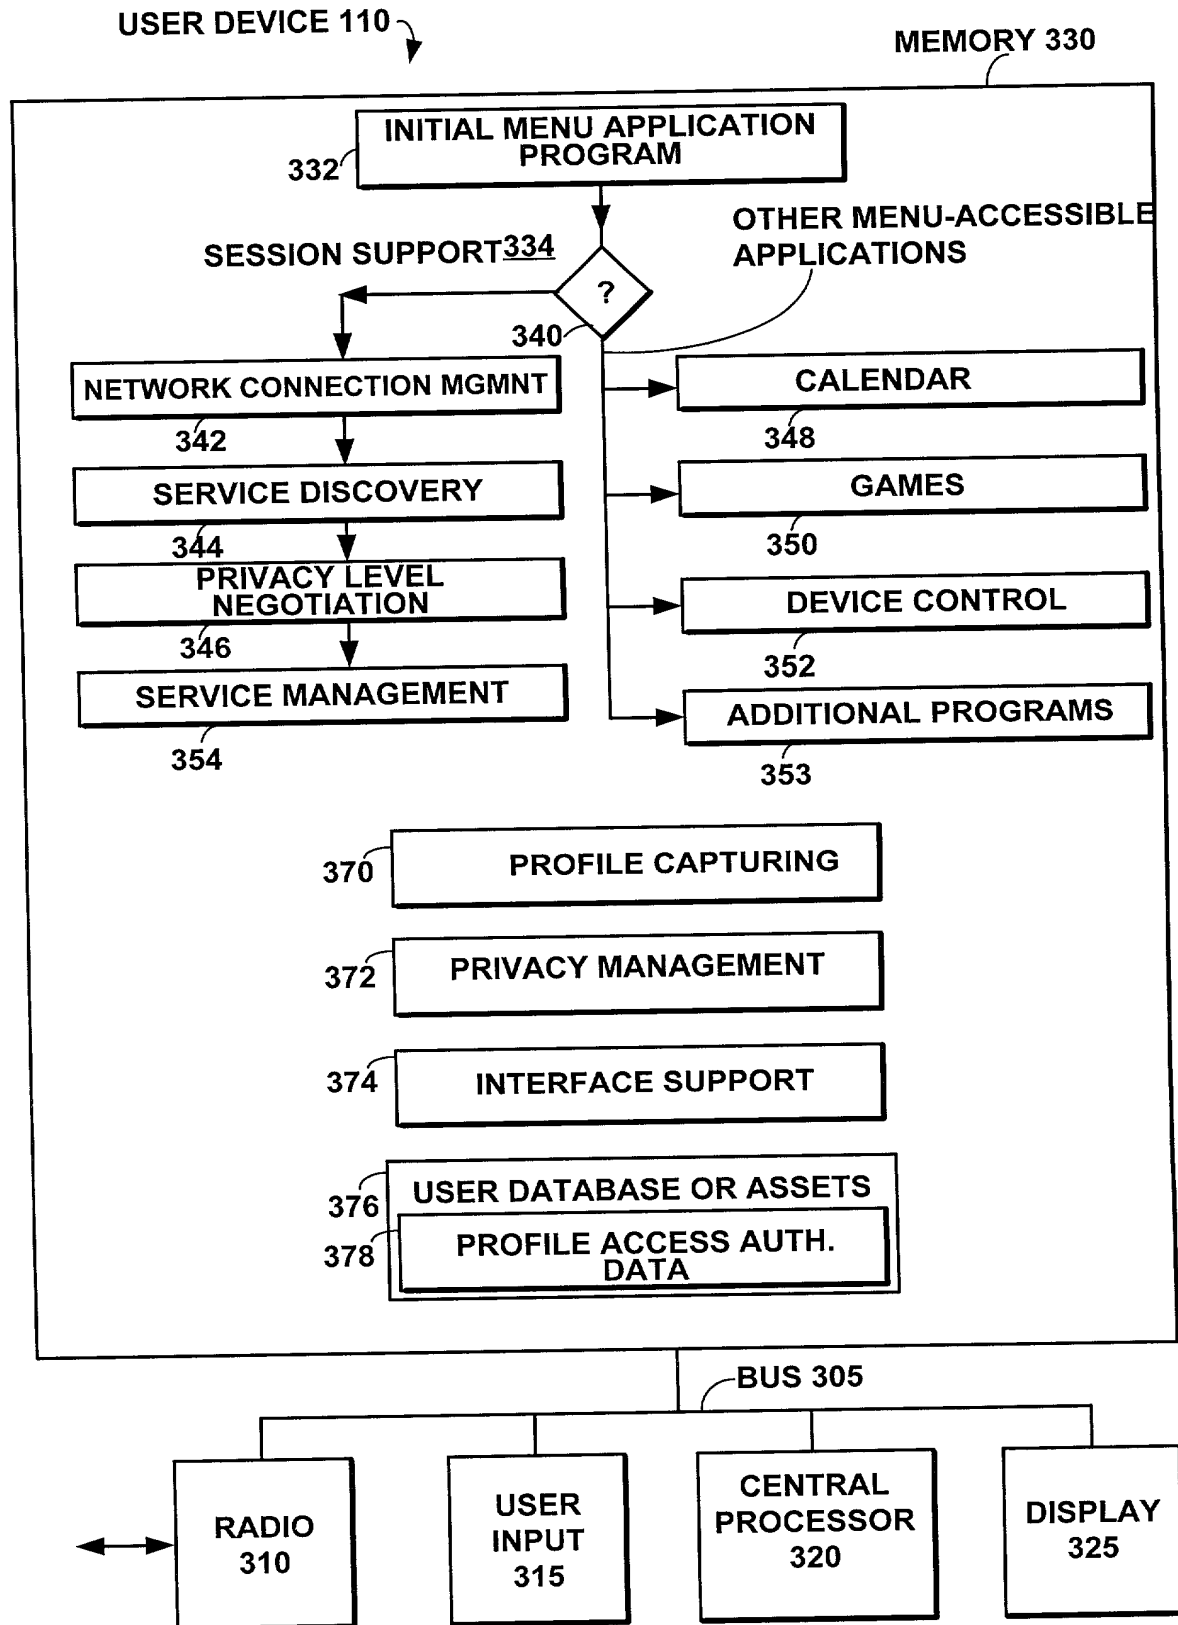 USER DEVICE 110
MEMORY 330
INITIAL MENU APPLICATION
PROGRAM
332
OTHER MENU-ACCESSIBLE
APPLICATIONS
SESSION SUPPORT 334
?
340
NETWORK CONNECTION MGMNT
342
CALENDAR
348
SERVICE DISCOVERY
344
GAMES
350
PRIVACY LEVEL
NEGOTIATION
346
DEVICE CONTROL
352
SERVICE MANAGEMENT
354
ADDITIONAL PROGRAMS
353
370
PROFILE CAPTURING
372
PRIVACY MANAGEMENT
374
INTERFACE SUPPORT
376
USER DATABASE OR ASSETS
378
PROFILE ACCESS AUTH.
DATA
BUS 305
RADIO
310
USER
INPUT
315
CENTRAL
PROCESSOR
320
DISPLAY
325